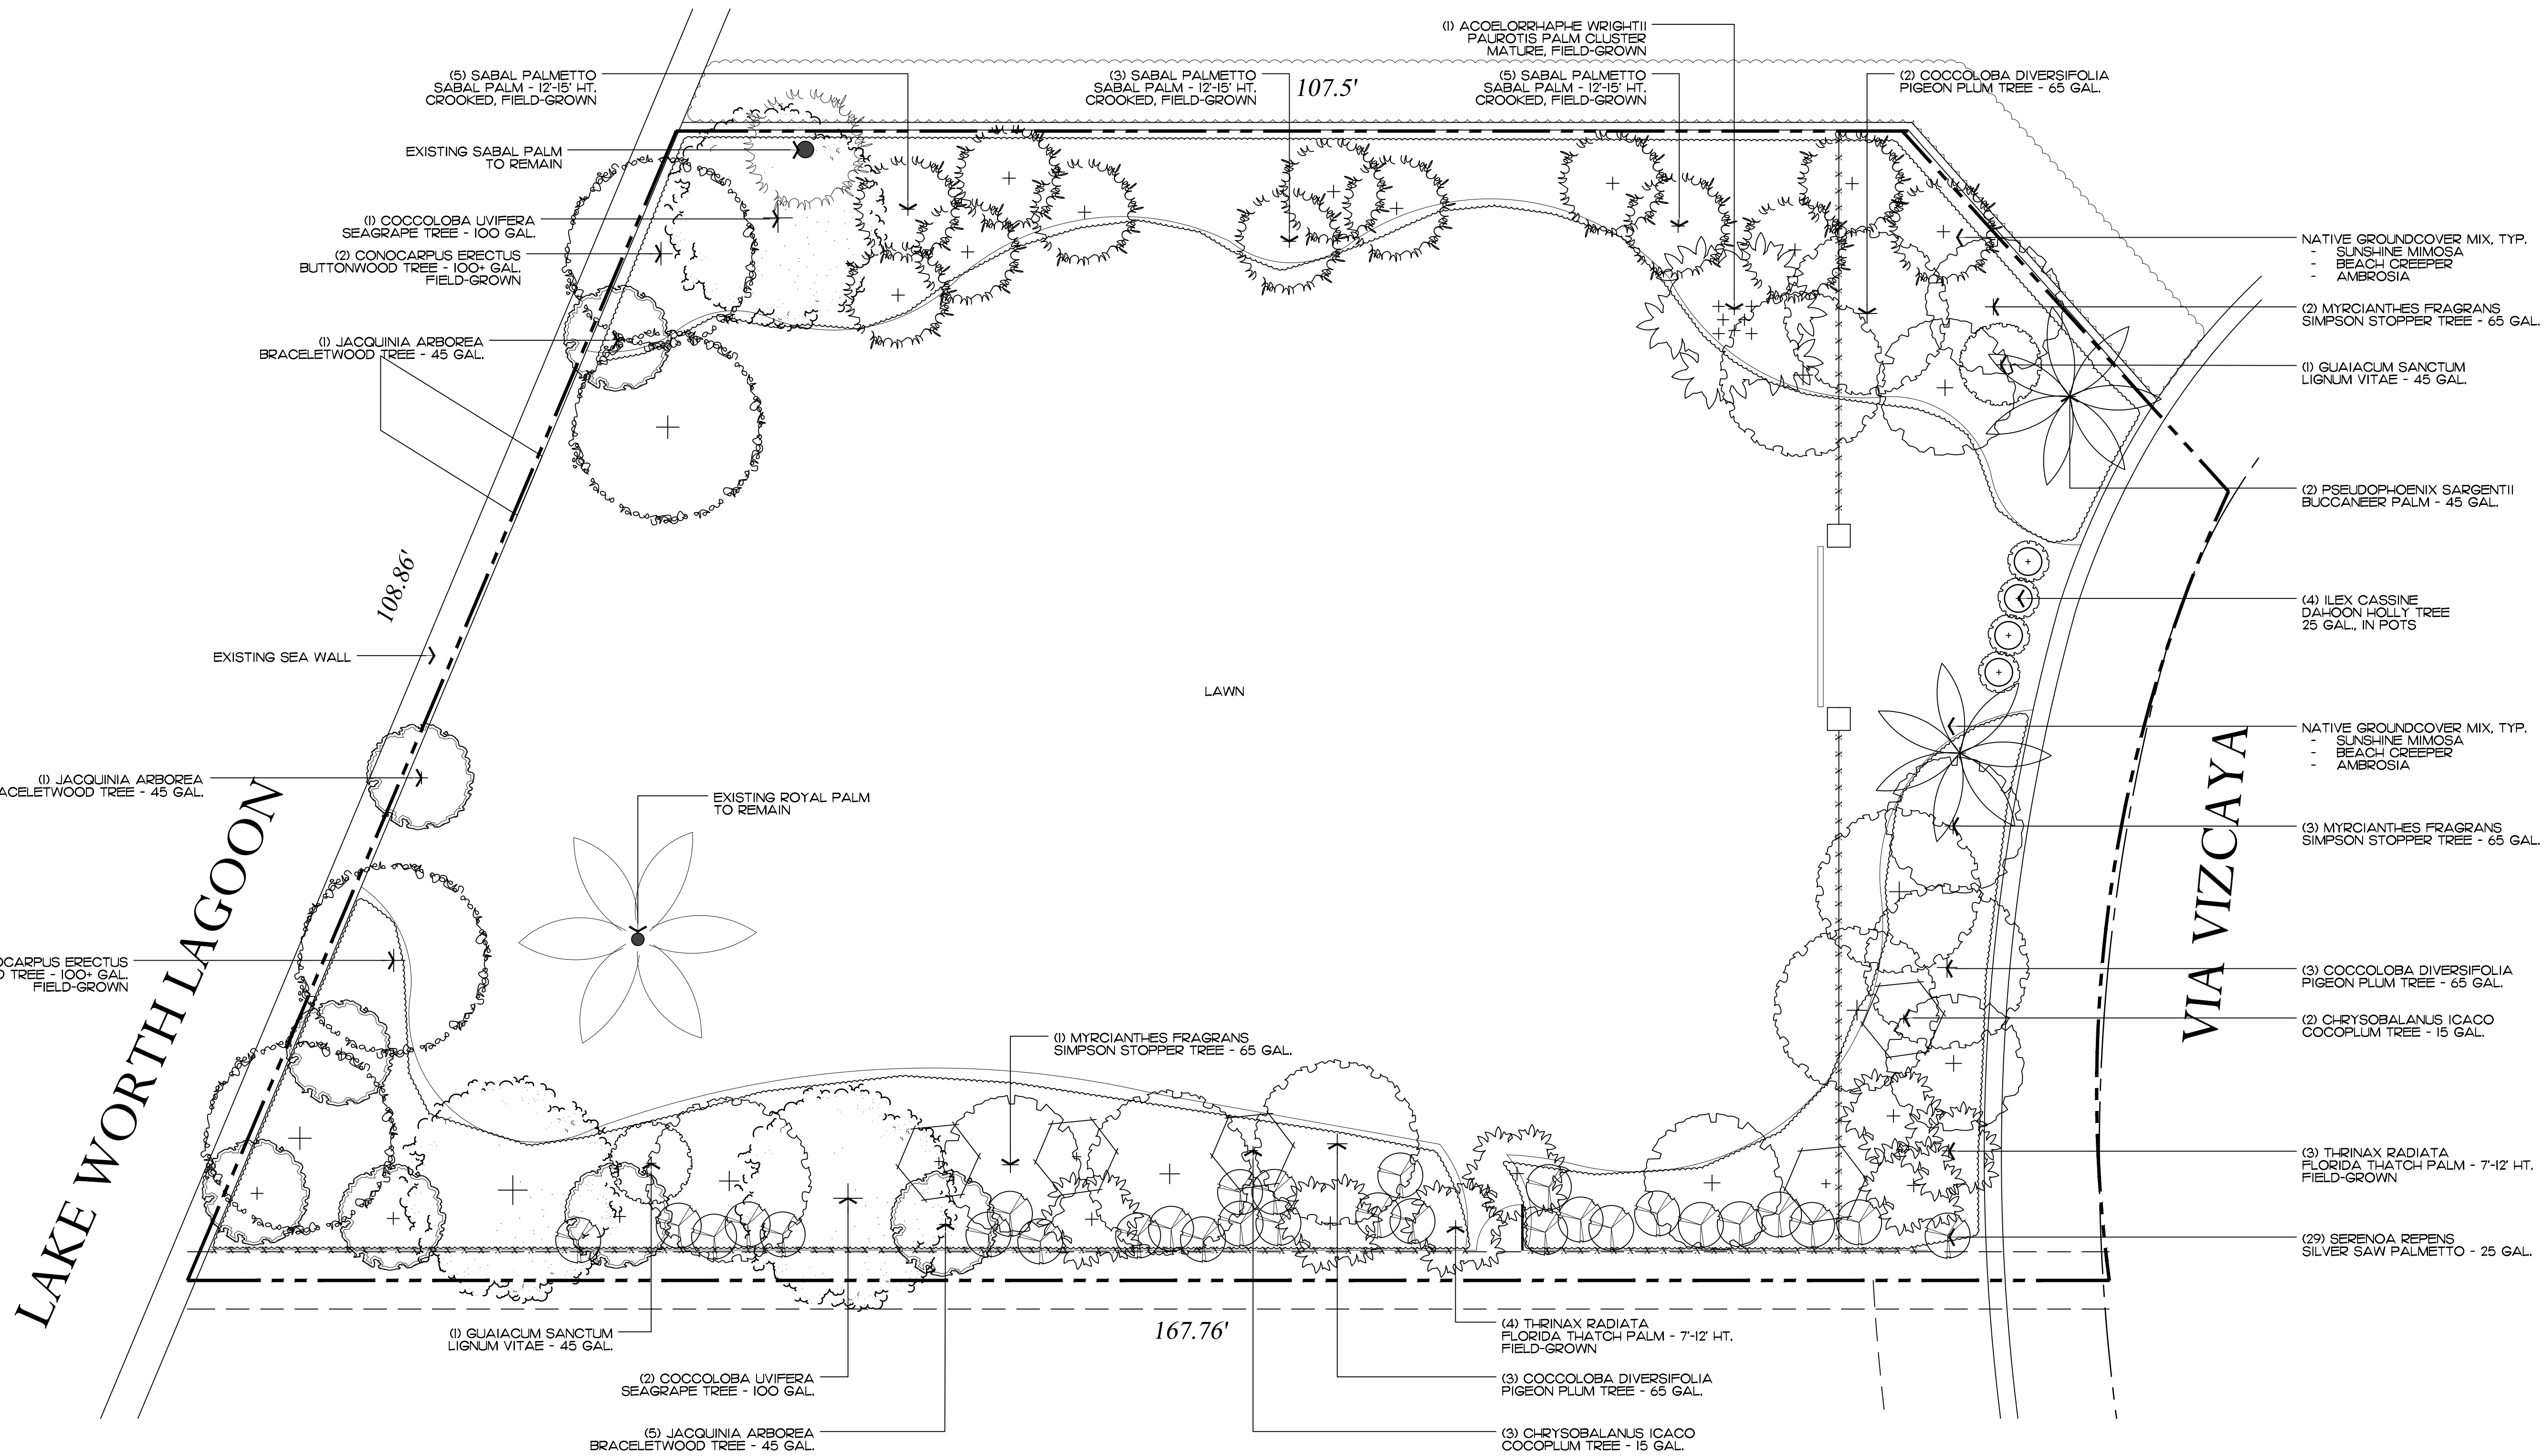 (1) ACOELORRHAPHE WRIGHTII
PAUROTIS PALM CLUSTER
MATURE, FIELD-GROWN
(5) SABAL PALMETTO
SABAL PALM - 12'-15' HT.
CROOKED, FIELD-GROWN
(3) SABAL PALMETTO
SABAL PALM - 12'-15' HT.
CROOKED, FIELD-GROWN
107.5'
(5) SABAL PALMETTO
SABAL PALM - 12'-15' HT.
CROOKED, FIELD-GROWN
(2) COCCOLOBA DIVERSIFOLIA
PIGEON PLUM TREE - 65 GAL.
EXISTING SABAL PALM
TO REMAIN
(1) COCCOLOBA UVIFERA
SEAGRAPE TREE - 100 GAL.
(2) CONOCARPUS ERECTUS
BUTTONWOOD TREE - 100+ GAL.
FIELD-GROWN
(1) JACQUINIA ARBOREA
BRACELETWOOD TREE - 45 GAL.
NATIVE GROUNDCOVER MIX, TYP.
- SUNSHINE MIMOSA
- BEACH CREEPER
- AMBROSIA
(2) MYRCIANTHES FRAGRANS
SIMPSON STOPPER TREE - 65 GAL.
(1) GUAIACUM SANCTUM
LIGNUM VITAE - 45 GAL.
(2) PSEUDOPHOENIX SARGENTII
BUCCANEER PALM - 45 GAL.
108.86'
(4) ILEX CASSINE
DAHOON HOLLY TREE
25 GAL., IN POTS
EXISTING SEA WALL
LAWN
NATIVE GROUNDCOVER MIX, TYP.
- SUNSHINE MIMOSA
- BEACH CREEPER
- AMBROSIA
(1) JACQUINIA ARBOREA
ACELETWOOD TREE - 45 GAL.
EXISTING ROYAL PALM
TO REMAIN
(3) MYRCIANTHES FRAGRANS
SIMPSON STOPPER TREE - 65 GAL.
LAKE WORTH LAGOON
VIA VIZCAYA
OCARPUS ERECTUS
D TREE - 100+ GAL.
FIELD-GROWN
(3) COCCOLOBA DIVERSIFOLIA
PIGEON PLUM TREE - 65 GAL.
(2) CHRYSOBALANUS ICACO
COCOPLUM TREE - 15 GAL.
(1) MYRCIANTHES FRAGRANS
SIMPSON STOPPER TREE - 65 GAL.
(3) THRINAX RADIATA
FLORIDA THATCH PALM - 7'-12' HT.
FIELD-GROWN
(29) SERENOA REPENS
SILVER SAW PALMETTO - 25 GAL.
167.76'
(1) GUAIACUM SANCTUM
LIGNUM VITAE - 45 GAL.
(4) THRINAX RADIATA
FLORIDA THATCH PALM - 7'-12' HT.
FIELD-GROWN
(2) COCCOLOBA UVIFERA
SEAGRAPE TREE - 100 GAL.
(3) COCCOLOBA DIVERSIFOLIA
PIGEON PLUM TREE - 65 GAL.
(5) JACQUINIA ARBOREA
BRACELETWOOD TREE - 45 GAL.
(3) CHRYSOBALANUS ICACO
COCOPLUM TREE - 15 GAL.